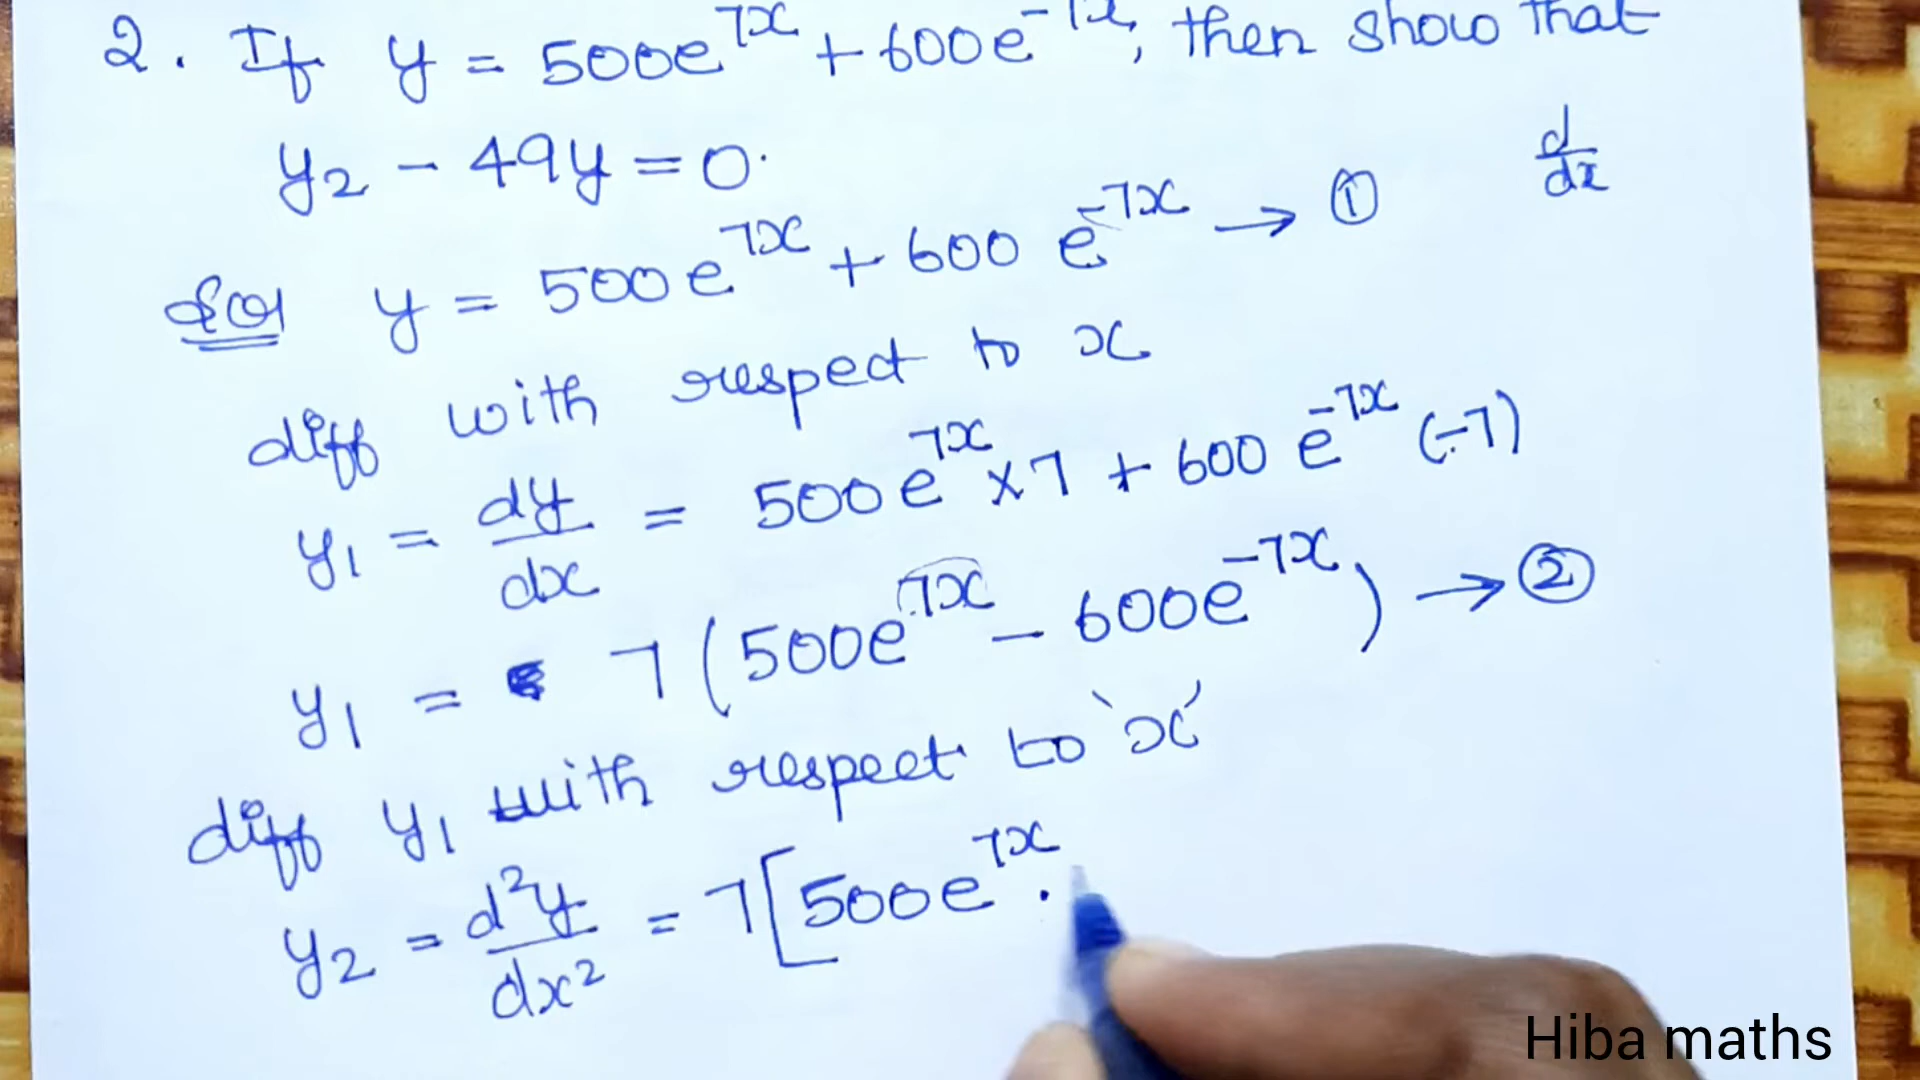 2. If y = 500e^7x + 600e^-7x, then show that
y₂ - 49y = 0.
d/dx
Sol y = 500e^7x + 600 e^-7x → ①
diff with respect to x
y₁ = dy/dx = 500e^7x × 7 + 600 e^-7x (-7)
y₁ = 7(500e^7x - 600e^-7x) → ②
diff y₁ with respect to 'x'
y₂ = d²y/dx² = 7[500e^7x .
Hiba maths